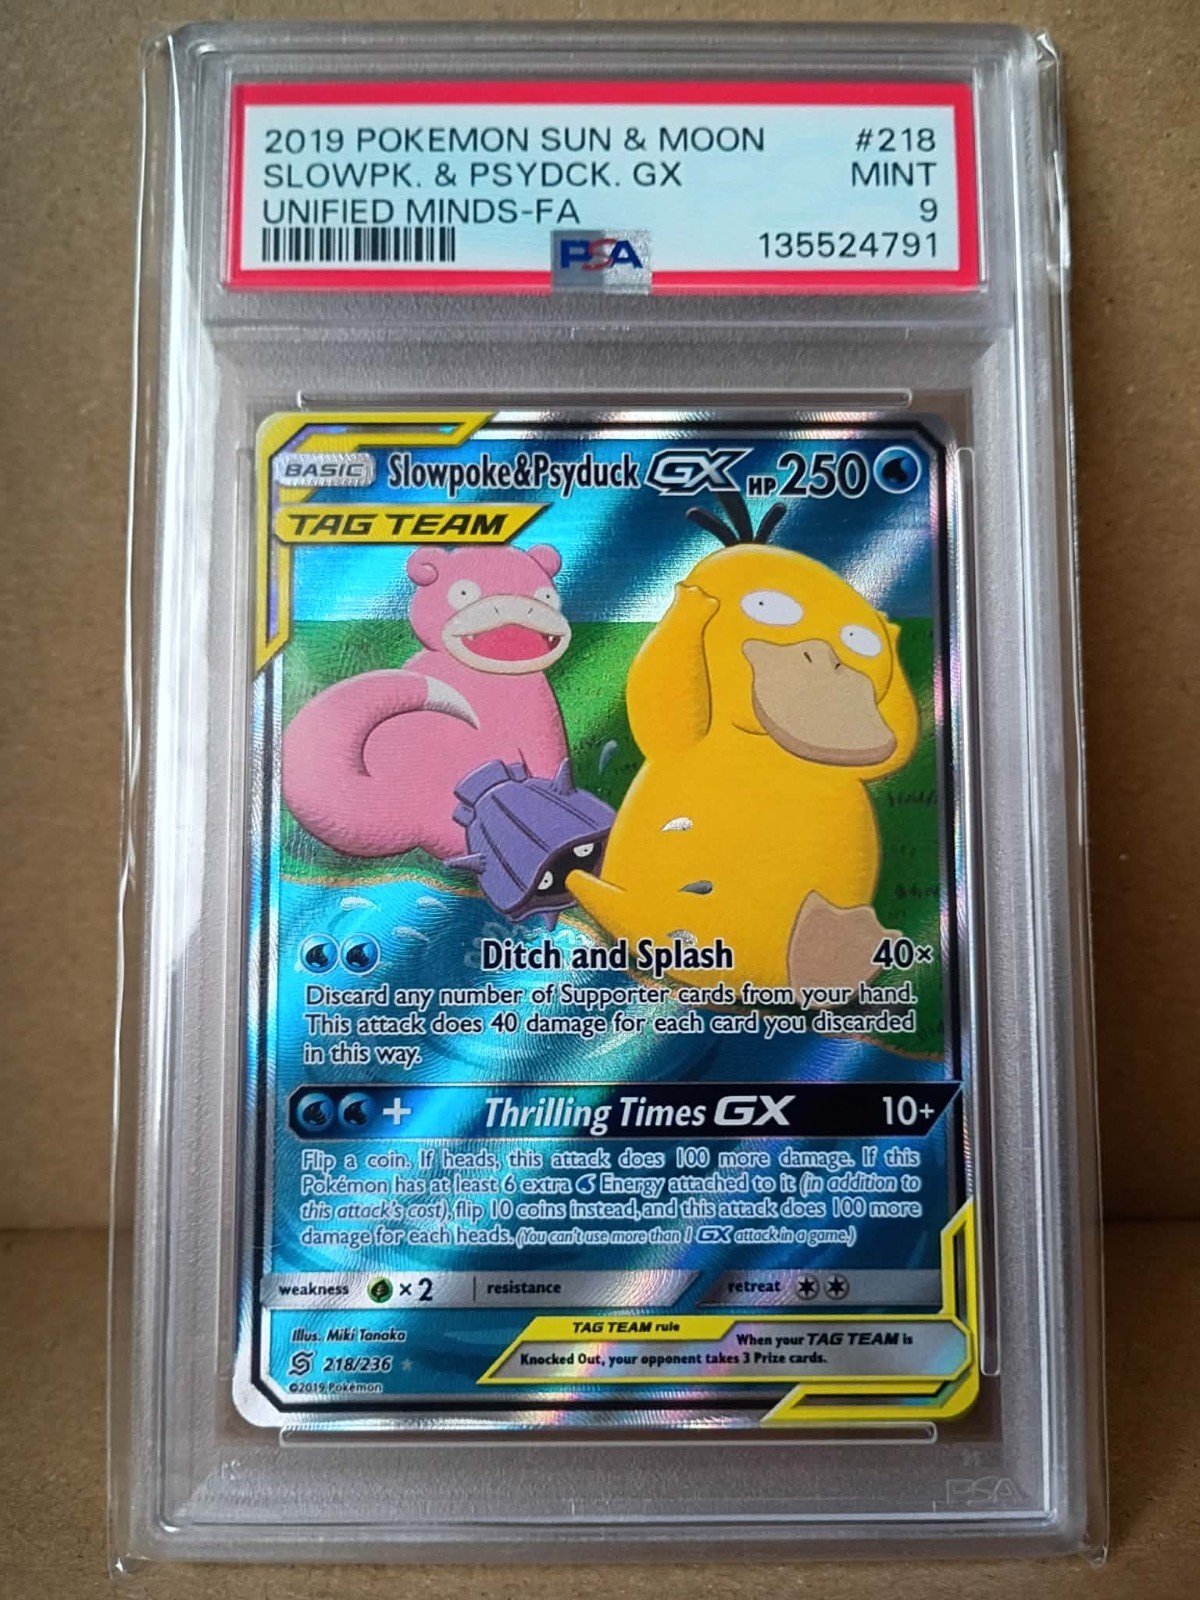 2019 POKEMON SUN & MOON #218
SLOWPK. & PSYDCK. GX MINT
UNIFIED MINDS-FA 9
PSA 135524791
BASIC Slowpoke&Psyduck GX HP 250
TAG TEAM
Ditch and Splash 40×
Discard any number of Supporter cards from your hand.
This attack does 40 damage for each card you discarded
in this way.
+ Thrilling Times GX 10+
Flip a coin. If heads, this attack does 100 more damage. If this
Pokémon has at least 6 extra Energy attached to it (in addition to
this attack's cost), flip 10 coins instead, and this attack does 100 more
damage for each heads. (You can't use more than 1 GX attack in a game.)
weakness ×2 resistance retreat
Illus. Miki Tanaka
218/236
©2019 Pokémon
TAG TEAM rule
When your TAG TEAM is
Knocked Out, your opponent takes 3 Prize cards.
PSA